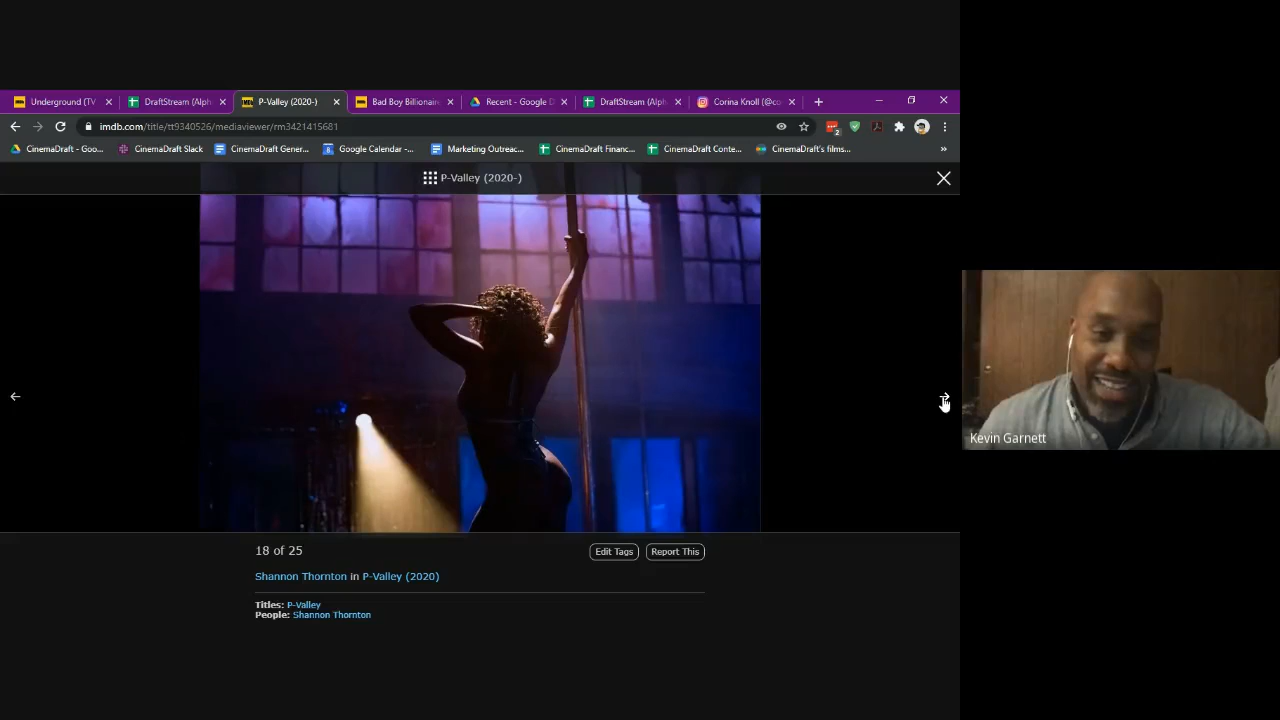 Underground (TV
DraftStream (Alph
P-Valley (2020-)
Bad Boy Billionair
Recent - Google D
DraftStream (Alph
Corina Knoll (@co
imdb.com/title/tt9340526/mediaviewer/rm3421415681
2
CinemaDraft - Goo...
CinemaDraft Slack
CinemaDraft Gener...
Google Calendar -...
Marketing Outreac...
CinemaDraft Financ...
CinemaDraft Conte...
CinemaDraft's films...
»
P-Valley (2020-)
Kevin Garnett
18 of 25
Edit Tags
Report This
Shannon Thornton in P-Valley (2020)
Titles: P-Valley
People: Shannon Thornton